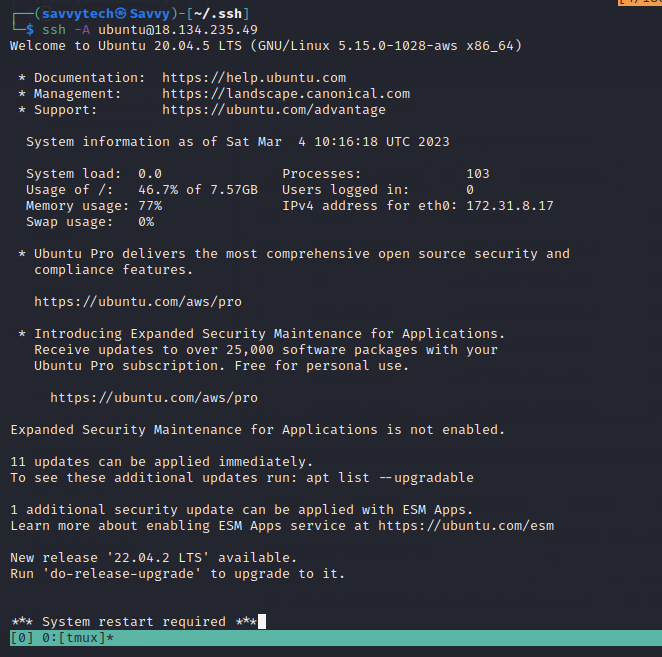 ┌──(savvytech㉿Savvy)-[~/.ssh]
└─$ ssh -A ubuntu@18.134.235.49
Welcome to Ubuntu 20.04.5 LTS (GNU/Linux 5.15.0-1028-aws x86_64)
* Documentation: https://help.ubuntu.com
* Management: https://landscape.canonical.com
* Support: https://ubuntu.com/advantage
System information as of Sat Mar 4 10:16:18 UTC 2023
System load: 0.0 Processes: 103
Usage of /: 46.7% of 7.57GB Users logged in: 0
Memory usage: 77% IPv4 address for eth0: 172.31.8.17
Swap usage: 0%
* Ubuntu Pro delivers the most comprehensive open source security and
compliance features.
https://ubuntu.com/aws/pro
* Introducing Expanded Security Maintenance for Applications.
Receive updates to over 25,000 software packages with your
Ubuntu Pro subscription. Free for personal use.
https://ubuntu.com/aws/pro
Expanded Security Maintenance for Applications is not enabled.
11 updates can be applied immediately.
To see these additional updates run: apt list --upgradable
1 additional security update can be applied with ESM Apps.
Learn more about enabling ESM Apps service at https://ubuntu.com/esm
New release '22.04.2 LTS' available.
Run 'do-release-upgrade' to upgrade to it.
*** System restart required ***
[0] 0:[tmux]*